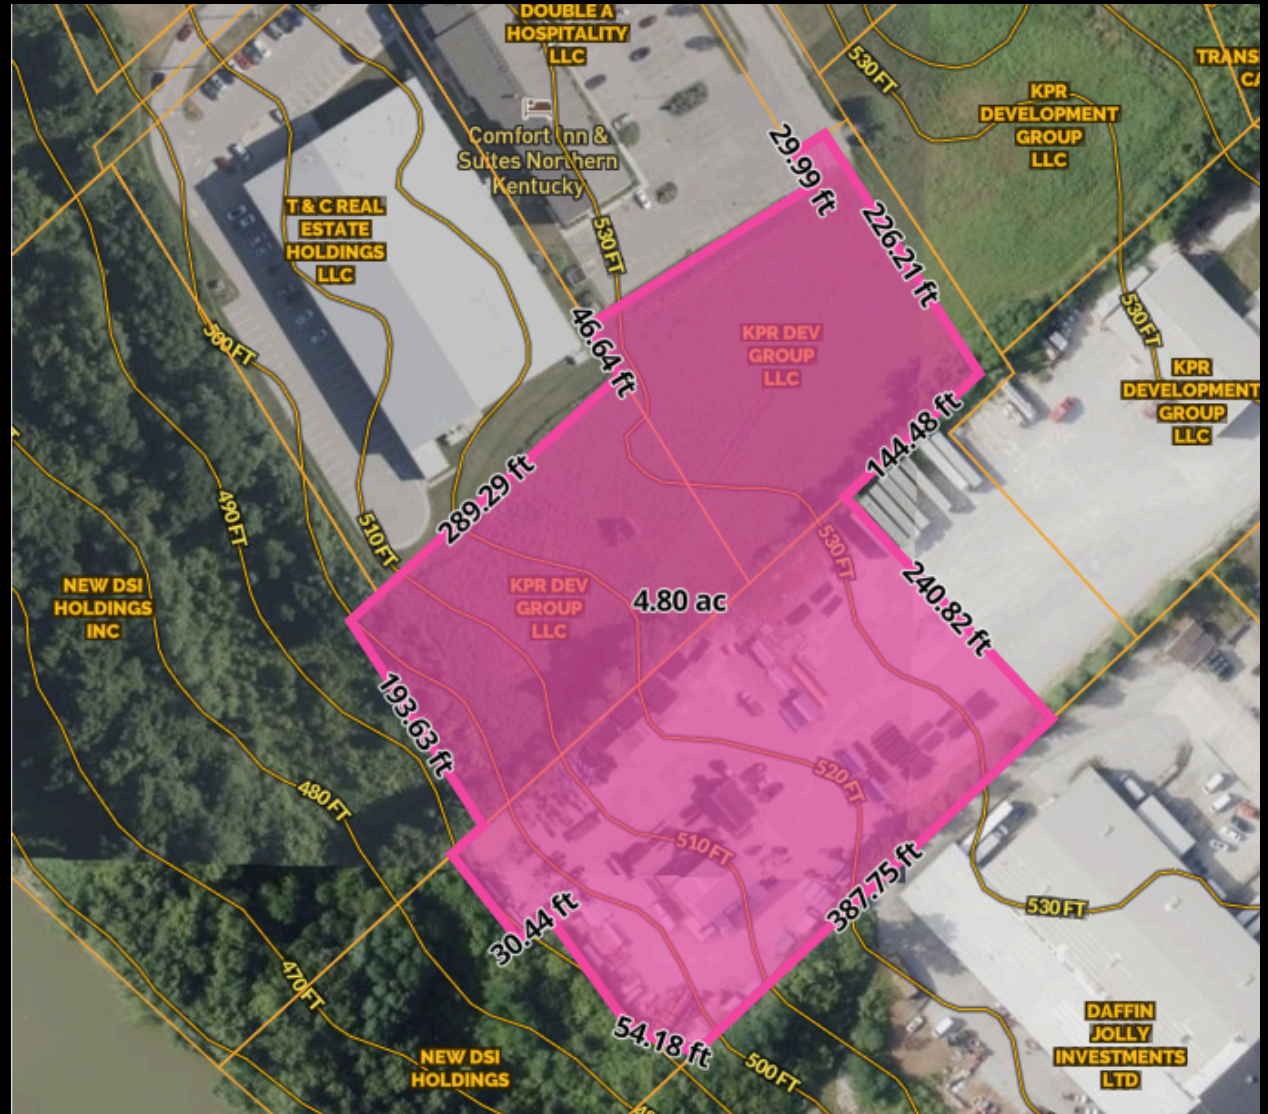 DOUBLE A
HOSPITALITY
LLC
TRANS
CA
530 FT
KPR
DEVELOPMENT
GROUP
LLC
Comfort Inn &
Suites Northern
Kentucky
29.99 ft
T & C REAL
ESTATE
HOLDINGS
LLC
530 FT
226.21 ft
530 FT
500 FT
46.64 ft
KPR DEV
GROUP
LLC
KPR
DEVELOPMENT
GROUP
LLC
144.48 ft
289.29 ft
490 FT
510 FT
530 FT
NEW DSI
HOLDINGS
INC
KPR DEV
GROUP
LLC
4.80 ac
240.82 ft
193.63 ft
520 FT
480 FT
510 FT
387.75 ft
530 FT
30.44 ft
470 FT
54.18 ft
NEW DSI
HOLDINGS
500 FT
DAFFIN
JOLLY
INVESTMENTS
LTD